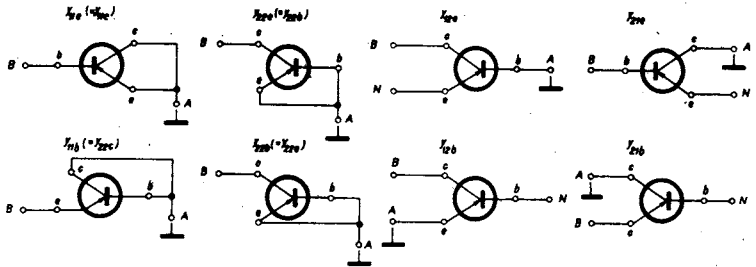 y₁₁e (=y₁₁c)
c
B b
e A
y₂₂e (=y₂₂b)
B c
b
e
A
y₁₂e
B c
b A
N e
y₂₁e
c A
B b
e N
y₁₁b (=y₂₂c)
c
b
B e A
y₂₂b (=y₂₂e)
B
b
e
A
y₁₂b
B c
b N
A e
y₂₁b
A c
b N
B e